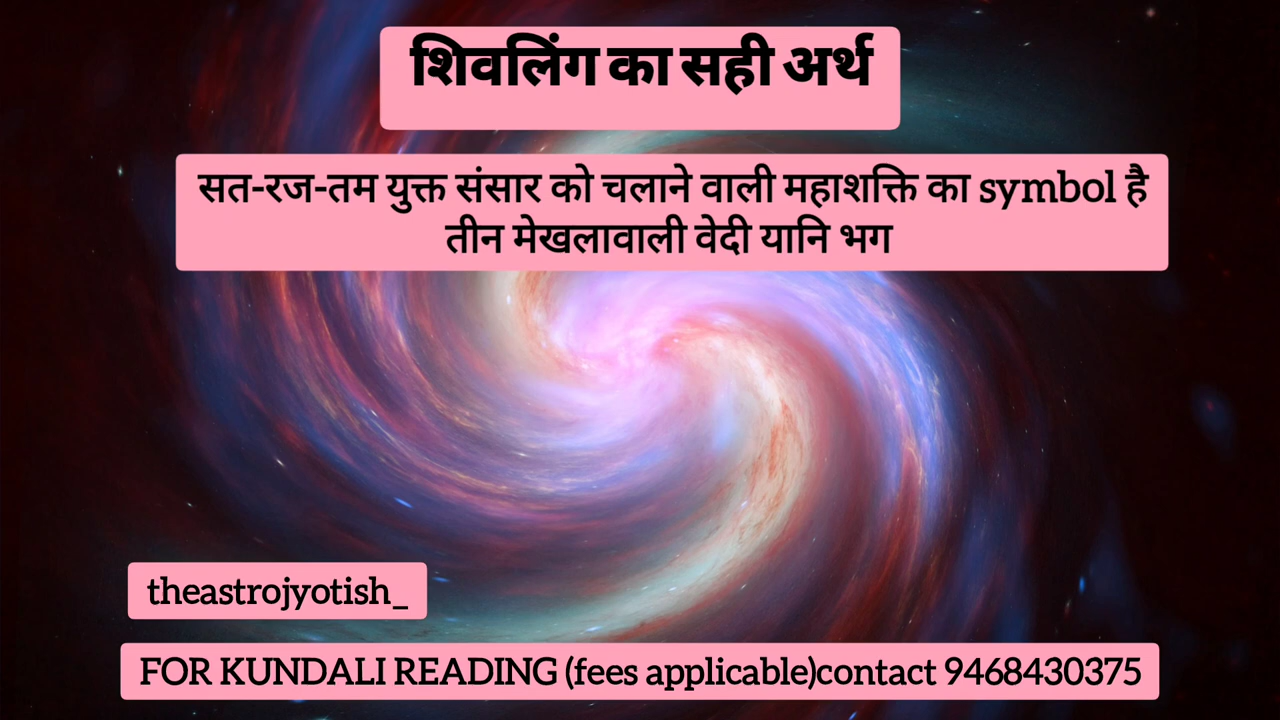 शिवलिंग का सही अर्थ
सत-रज-तम युक्त संसार को चलाने वाली महाशक्ति का symbol है
तीन मेखलावाली वेदी यानि भग
theastrojyotish_
FOR KUNDALI READING (fees applicable)contact 9468430375